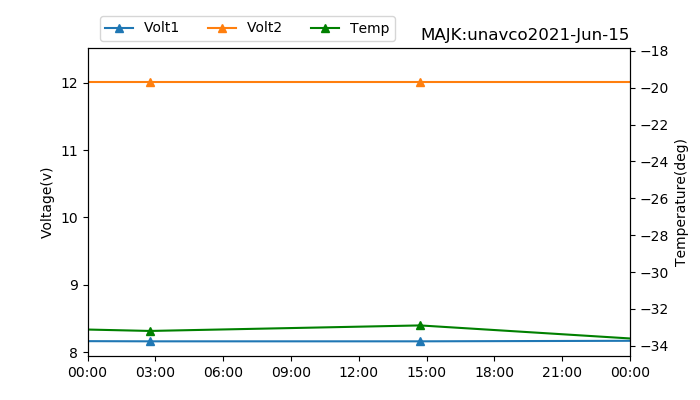 Volt1 Volt2 Temp
MAJK:unavco2021-Jun-15
12
11
10
9
8
Voltage(v)
−18
−20
−22
−24
−26
−28
−30
−32
−34
Temperature(deg)
00:00 03:00 06:00 09:00 12:00 15:00 18:00 21:00 00:00